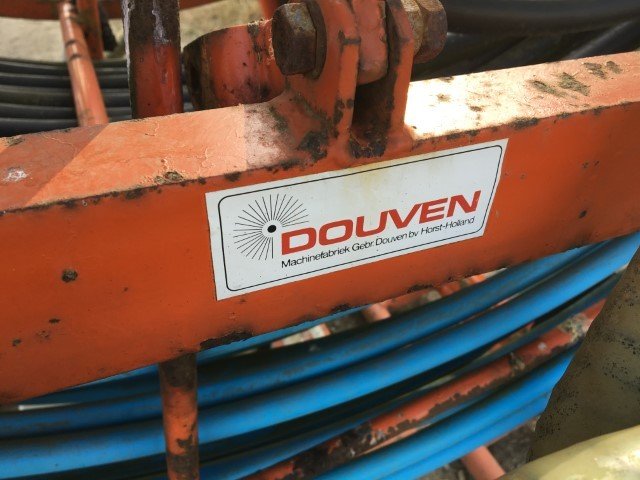 DOUVEN
Machinefabriek Gebr. Douven bv Horst-Holland